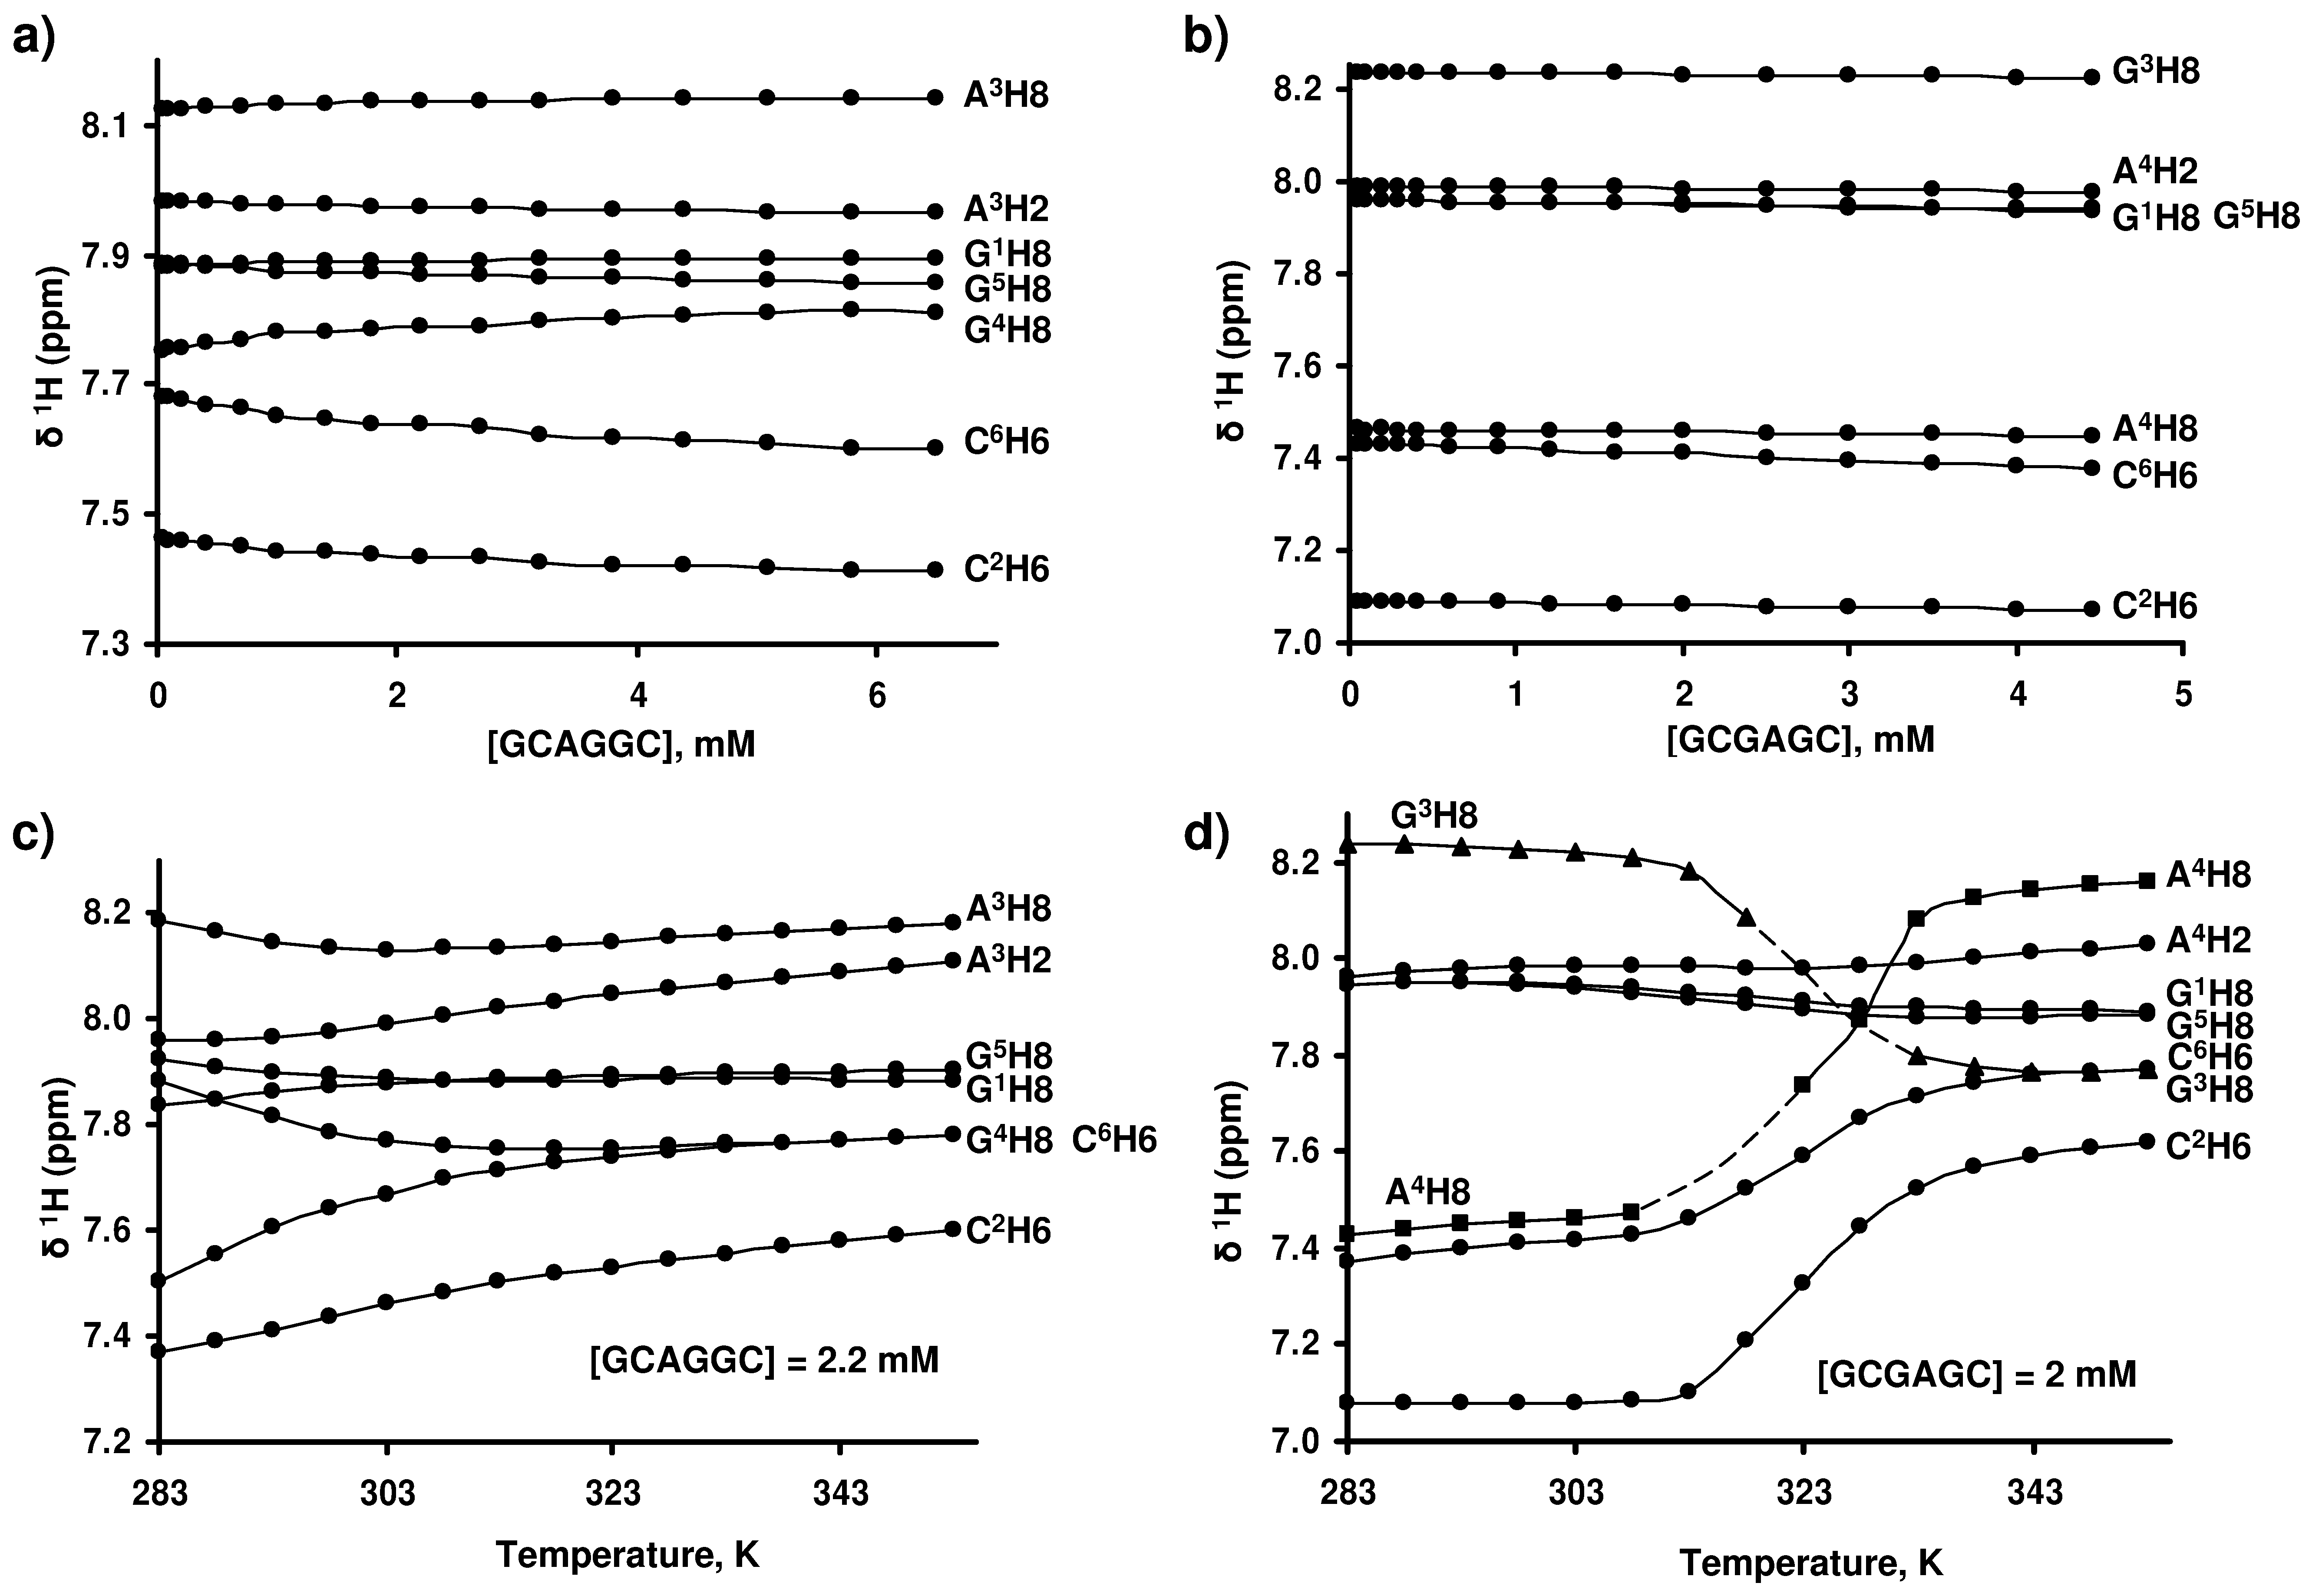 a)
δ ¹H (ppm)
8.1
7.9
7.7
7.5
7.3
0 2 4 6
[GCAGGC], mM
A³H8
A³H2
G¹H8
G⁵H8
G⁴H8
C⁶H6
C²H6
b)
δ ¹H (ppm)
8.2
8.0
7.8
7.6
7.4
7.2
7.0
0 1 2 3 4 5
[GCGAGC], mM
G³H8
A⁴H2
G¹H8 G⁵H8
A⁴H8
C⁶H6
C²H6
c)
δ ¹H (ppm)
8.2
8.0
7.8
7.6
7.4
7.2
283 303 323 343
Temperature, K
A³H8
A³H2
G⁵H8
G¹H8
G⁴H8 C⁶H6
C²H6
[GCAGGC] = 2.2 mM
d)
δ ¹H (ppm)
8.2
8.0
7.8
7.6
7.4
7.2
7.0
283 303 323 343
Temperature, K
G³H8
A⁴H8
A⁴H8
A⁴H2
G¹H8
G⁵H8
C⁶H6
G³H8
C²H6
[GCGAGC] = 2 mM